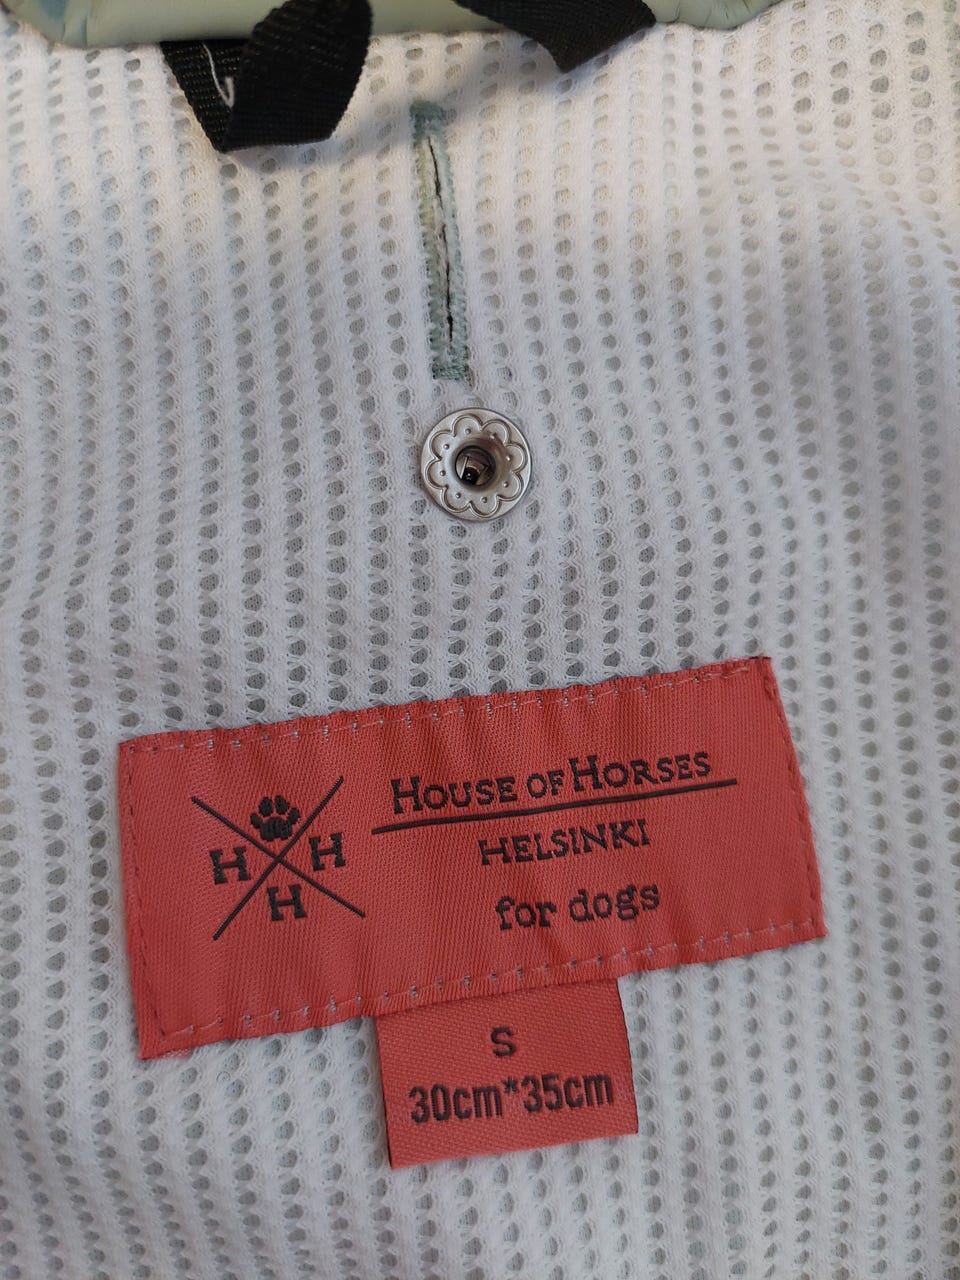 HOUSE OF HORSES
HELSINKI
for dogs
H H
H
S
30cm*35cm